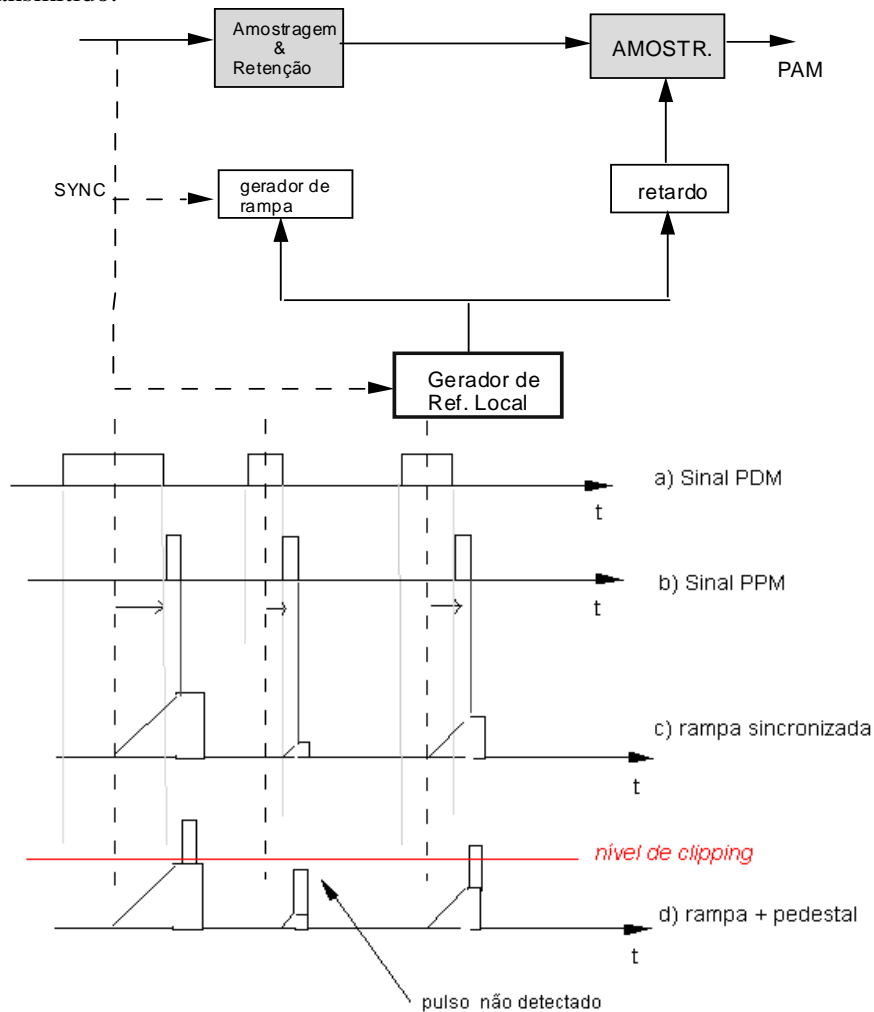 Amostragem
&
Retenção
AMOSTR.
PAM
SYNC
gerador de
rampa
retardo
Gerador de
Ref. Local
a) Sinal PDM
t
b) Sinal PPM
t
c) rampa sincronizada
t
nível de clipping
d) rampa + pedestal
t
pulso não detectado